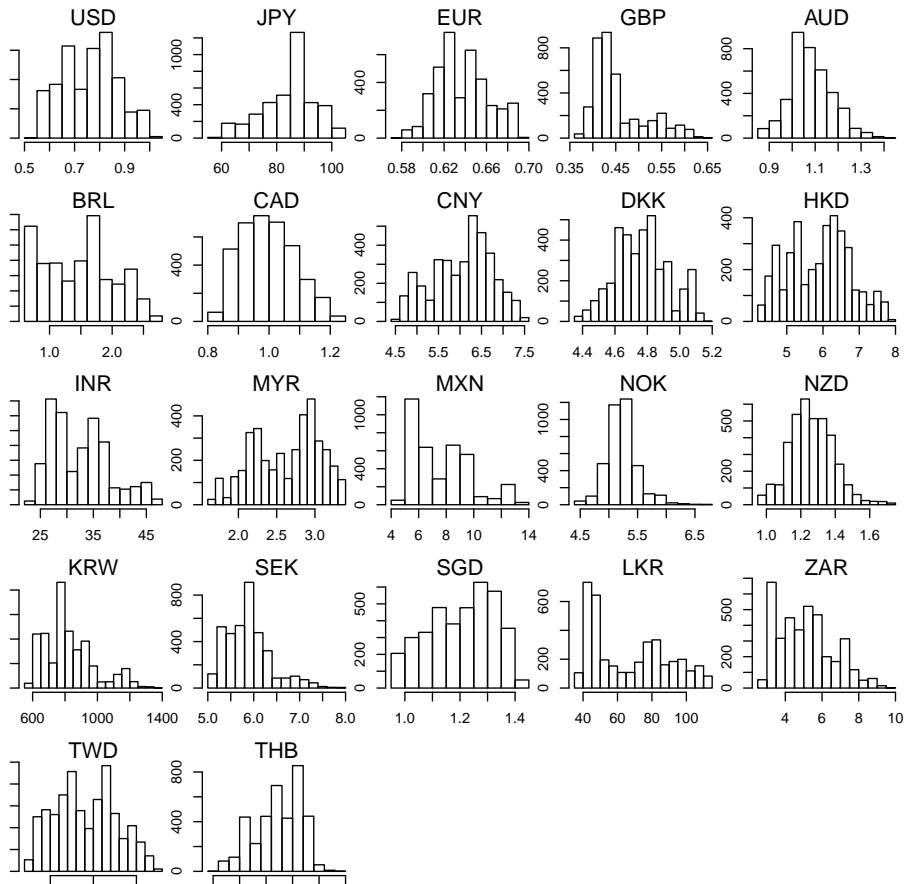 USD JPY EUR GBP AUD
0 400 1000
0 400
0 400 800
0 400 800
0.5 0.7 0.9
60 80 100
0.58 0.62 0.66 0.70
0.35 0.45 0.55 0.65
0.9 1.1 1.3
BRL CAD CNY DKK HKD
0 400
0 200 400
0 200 400
0 200 400
1.0 2.0
0.8 1.0 1.2
4.5 5.5 6.5 7.5
4.4 4.6 4.8 5.0 5.2
5 6 7 8
INR MYR MXN NOK NZD
0 200 400
0 400 1000
0 400 1000
0 200 500
25 35 45
2.0 2.5 3.0
4 6 8 10 14
4.5 5.5 6.5
1.0 1.2 1.4 1.6
KRW SEK SGD LKR ZAR
0 400 800
0 200 500
0 200 600
0 200 500
600 1000 1400
5.0 6.0 7.0 8.0
1.0 1.2 1.4
40 60 80 100
4 6 8 10
TWD THB
0 400 800